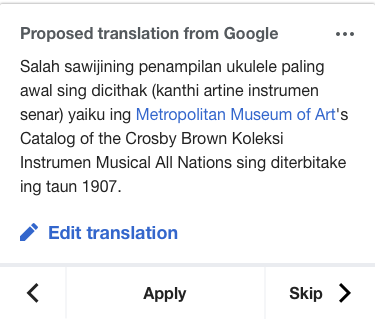 Proposed translation from Google
Salah sawijining penampilan ukulele paling
awal sing dicithak (kanthi artine instrumen
senar) yaiku ing Metropolitan Museum of Art's
Catalog of the Crosby Brown Koleksi
Instrumen Musical All Nations sing diterbitake
ing taun 1907.
Edit translation
Apply
Skip